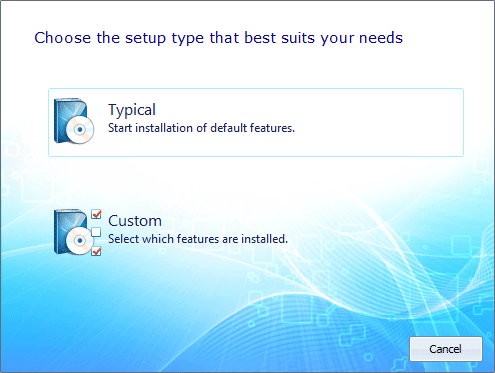 Choose the setup type that best suits your needs
Typical
Start installation of default features.
Custom
Select which features are installed.
Cancel